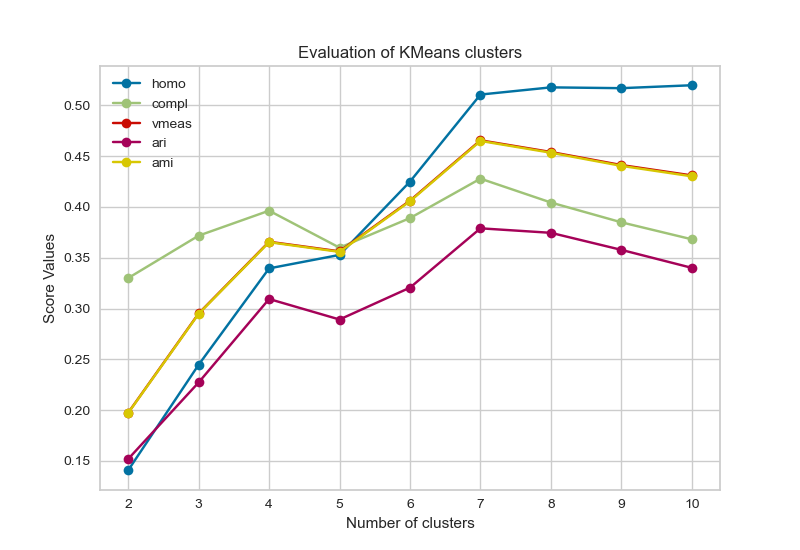 Evaluation of KMeans clusters
homo
compl
vmeas
ari
ami
0.50
0.45
0.40
0.35
0.30
0.25
0.20
0.15
Score Values
2 3 4 5 6 7 8 9 10
Number of clusters